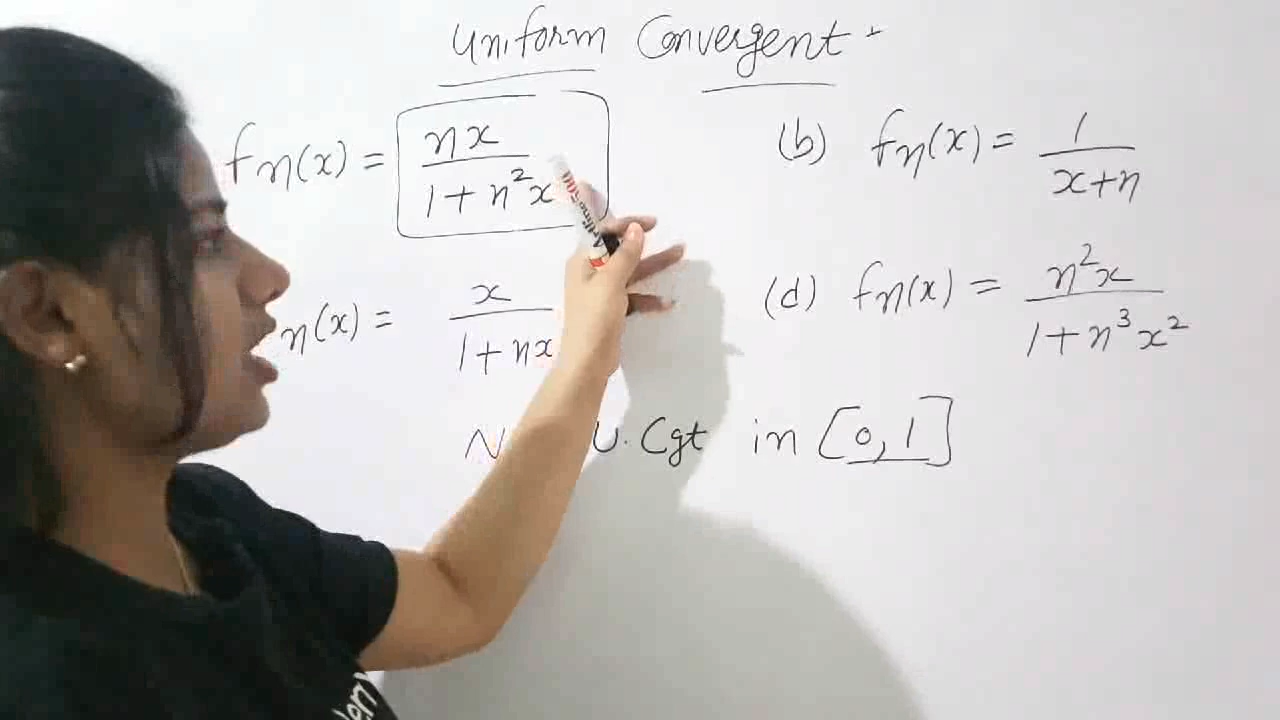 Uniform Convergent
fn(x) = nx / 1 + n²x
(b) fn(x) = 1 / x+n
n(x) = x / 1 + nx
(d) fn(x) = n²x / 1 + n³x²
N U. Cgt in [0, 1]